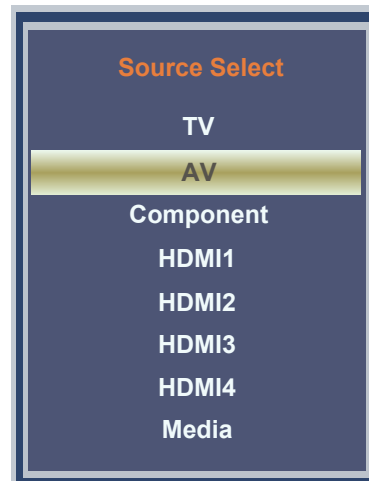 Source Select
TV
AV
Component
HDMI1
HDMI2
HDMI3
HDMI4
Media